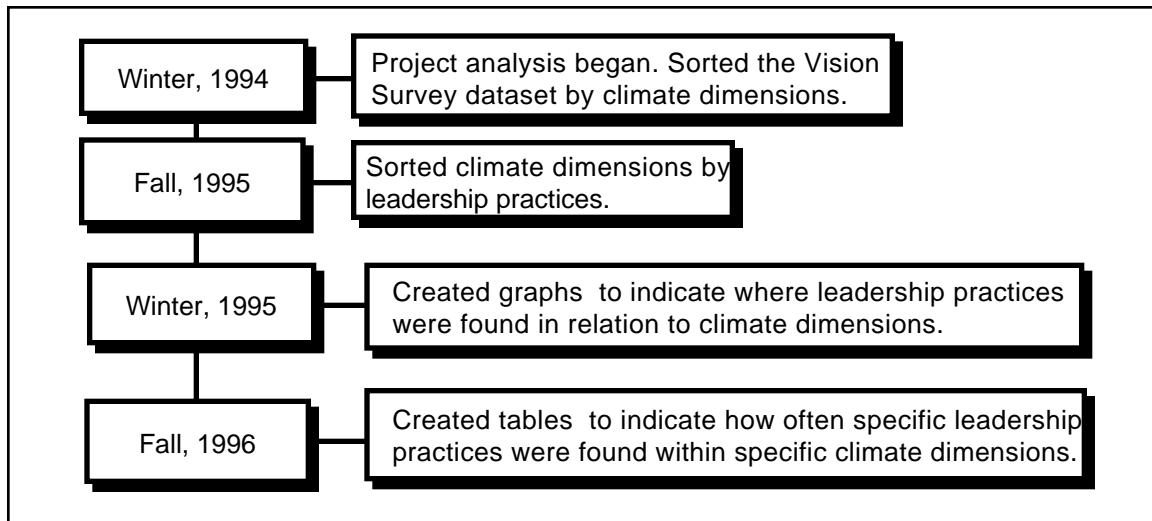 Winter, 1994
Project analysis began. Sorted the Vision
Survey dataset by climate dimensions.
Fall, 1995
Sorted climate dimensions by
leadership practices.
Winter, 1995
Created graphs  to indicate where leadership practices
were found in relation to climate dimensions.
Fall, 1996
Created tables  to indicate how often specific leadership
practices were found within specific climate dimensions.